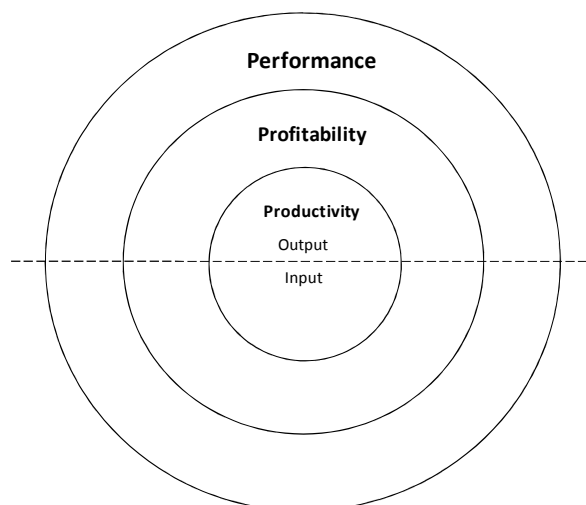 Performance
Profitability
Productivity
Output
Input